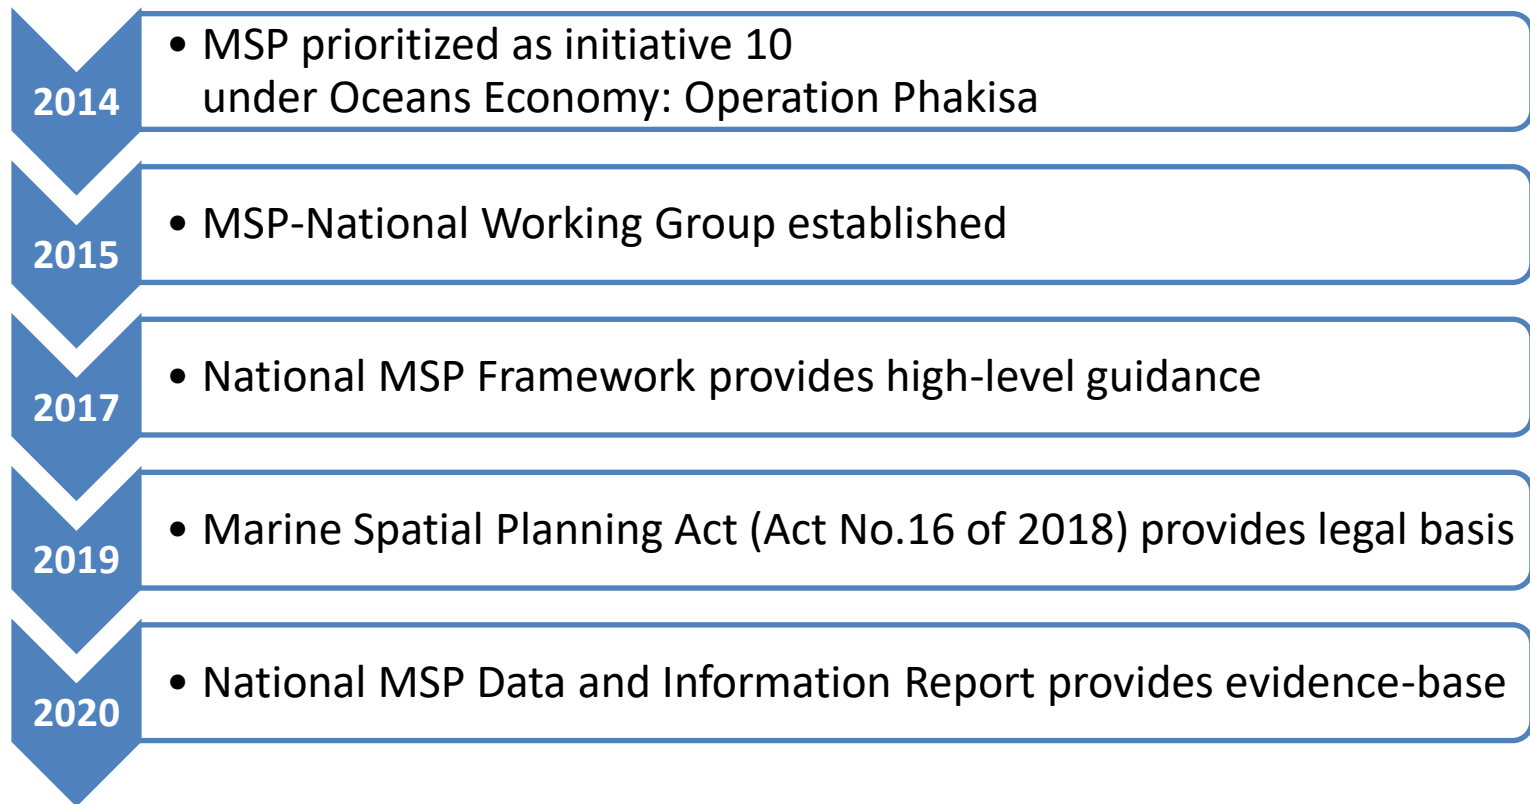 2014
• MSP prioritized as initiative 10
under Oceans Economy: Operation Phakisa
2015
• MSP-National Working Group established
2017
• National MSP Framework provides high-level guidance
2019
• Marine Spatial Planning Act (Act No.16 of 2018) provides legal basis
2020
• National MSP Data and Information Report provides evidence-base